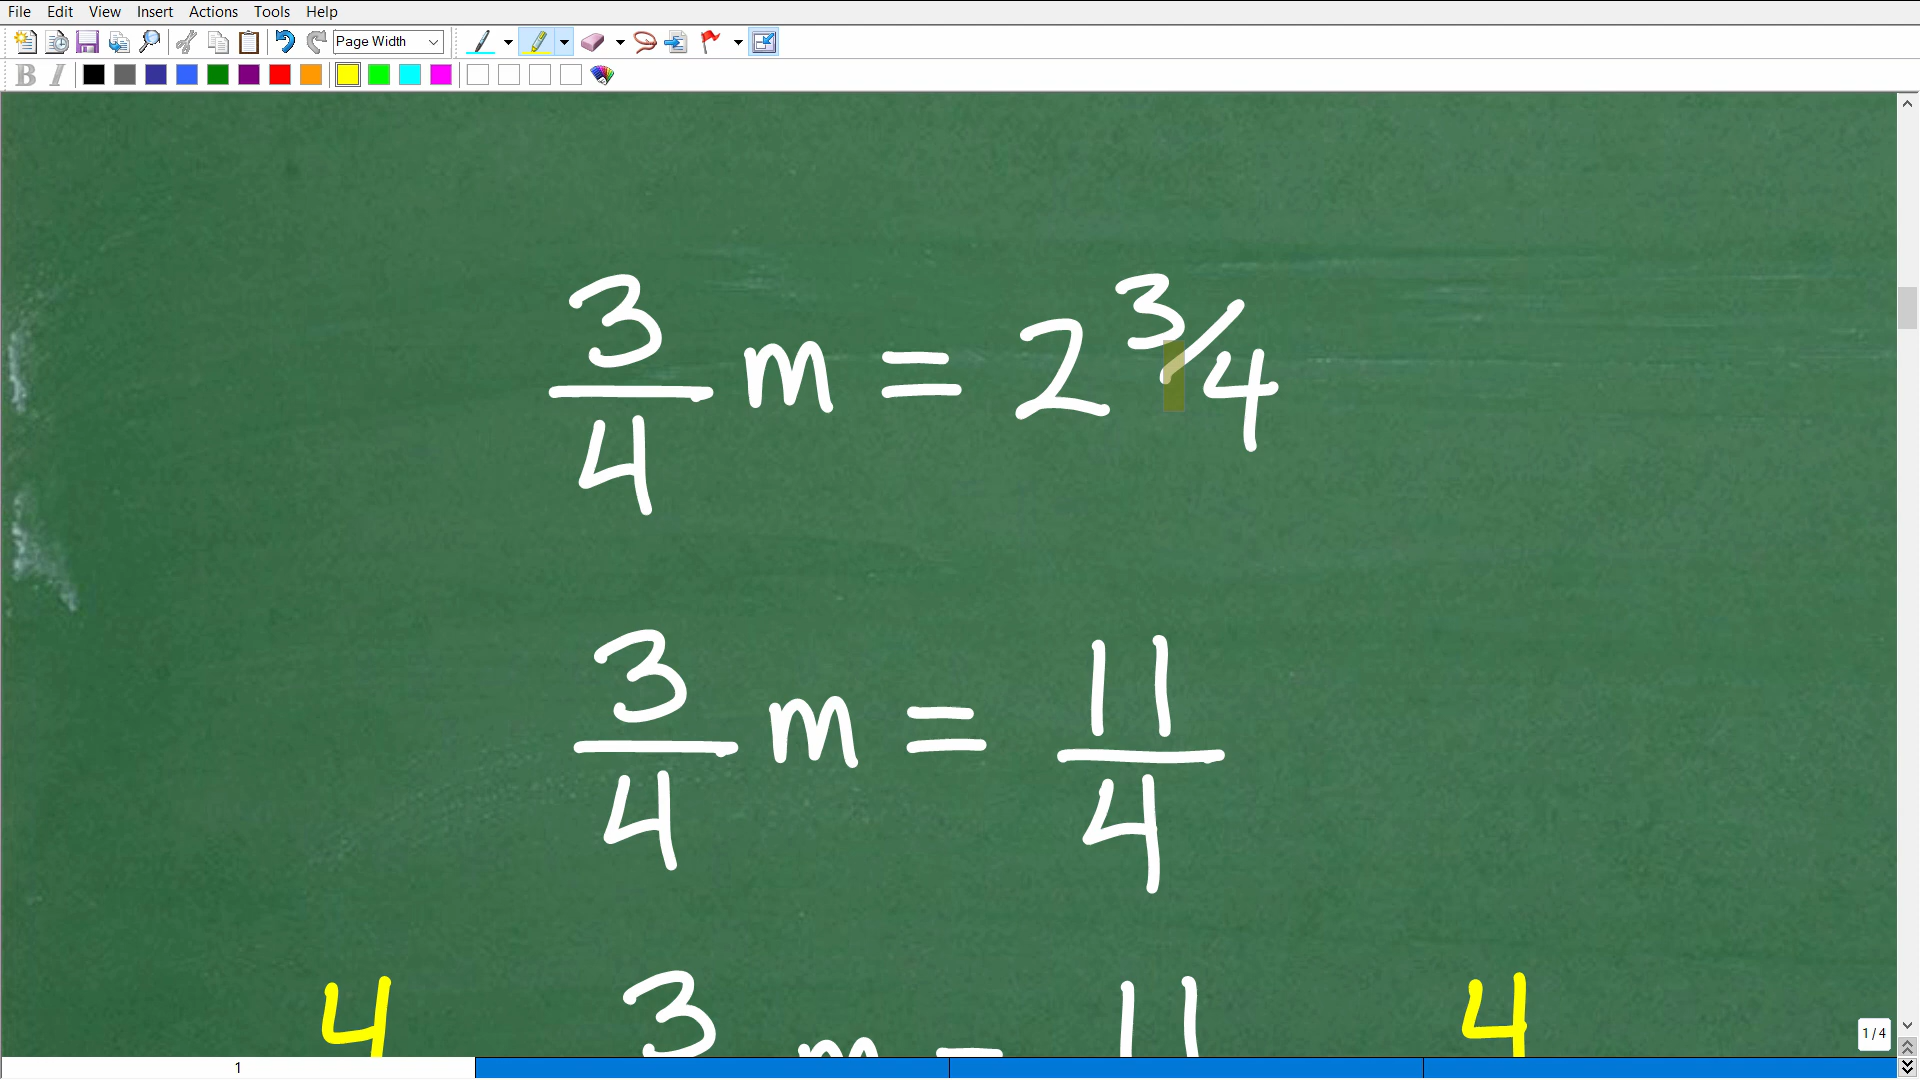 File Edit View Insert Actions Tools Help
Page Width
B I
3/4 m = 2 3/4
3/4 m = 11/4
4 3 m = 11 4
1/4
1